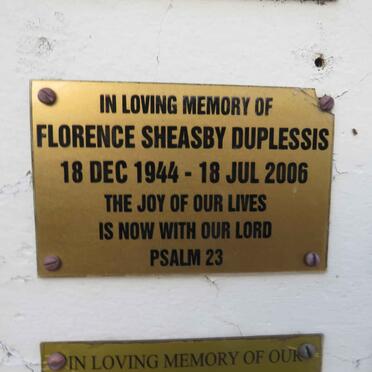 IN LOVING MEMORY OF
FLORENCE SHEASBY DUPLESSIS
18 DEC 1944 - 18 JUL 2006
THE JOY OF OUR LIVES
IS NOW WITH OUR LORD
PSALM 23
IN LOVING MEMORY OF OUR